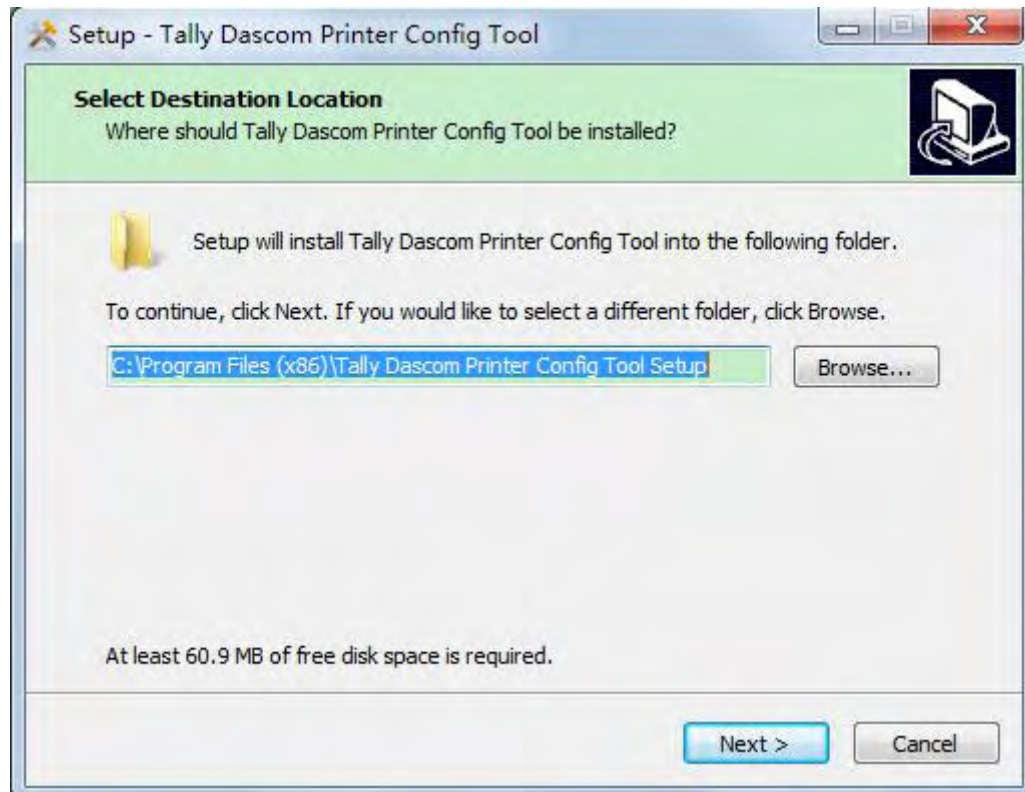 Setup - Tally Dascom Printer Config Tool
Select Destination Location
Where should Tally Dascom Printer Config Tool be installed?
Setup will install Tally Dascom Printer Config Tool into the following folder.
To continue, click Next. If you would like to select a different folder, click Browse.
C:\Program Files (x86)\Tally Dascom Printer Config Tool Setup
Browse...
At least 60.9 MB of free disk space is required.
Next >
Cancel